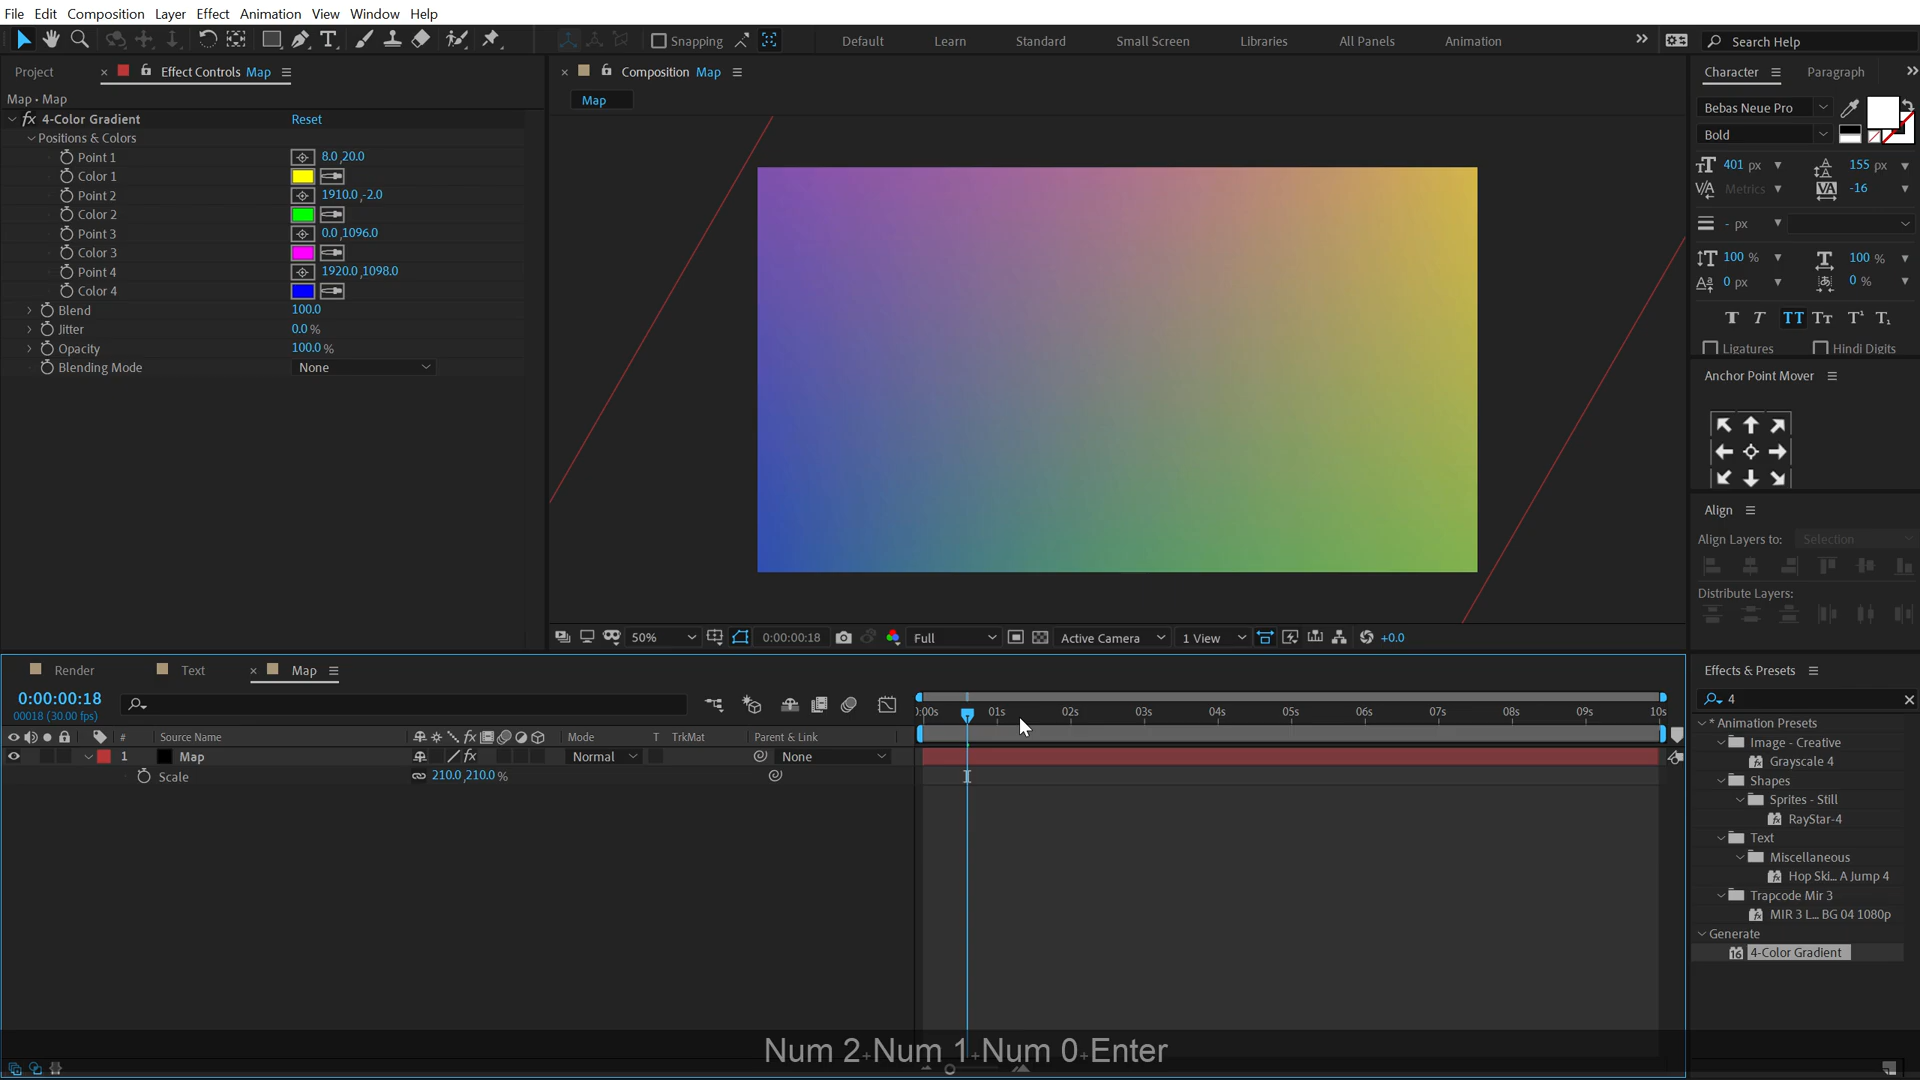 File Edit Composition Layer Effect Animation View Window Help
Snapping Default Learn Standard Small Screen Libraries All Panels Animation Search Help
Project Effect Controls Map
Map • Map
4-Color Gradient Reset
Positions & Colors
Point 1 8.0,20.0
Color 1
Point 2 1910.0,-2.0
Color 2
Point 3 0.0,1096.0
Color 3
Point 4 1920.0,1098.0
Color 4
Blend 100.0
Jitter 0.0 %
Opacity 100.0 %
Blending Mode None
Composition Map
Map
50% 0:00:00:18 Full Active Camera 1 View +0.0
Character Paragraph
Bebas Neue Pro
Bold
401 px 155 px
Metrics -16
- px
100 % 100 %
0 px 0 %
TT Tt T T
Ligatures Hindi Digits
Anchor Point Mover
Align
Align Layers to: Selection
Distribute Layers:
Render Text Map
0:00:00:18
00018 (30.00 fps)
# Source Name Mode T TrkMat Parent & Link
1 Map Normal None
Scale 210.0,210.0 %
):00s 01s 02s 03s 04s 05s 06s 07s 08s 09s 10s
Effects & Presets
4
* Animation Presets
Image - Creative
Grayscale 4
Shapes
Sprites - Still
RayStar-4
Text
Miscellaneous
Hop Ski... A Jump 4
Trapcode Mir 3
MIR 3 L... BG 04 1080p
Generate
4-Color Gradient
Num 2+Num 1+Num 0+Enter